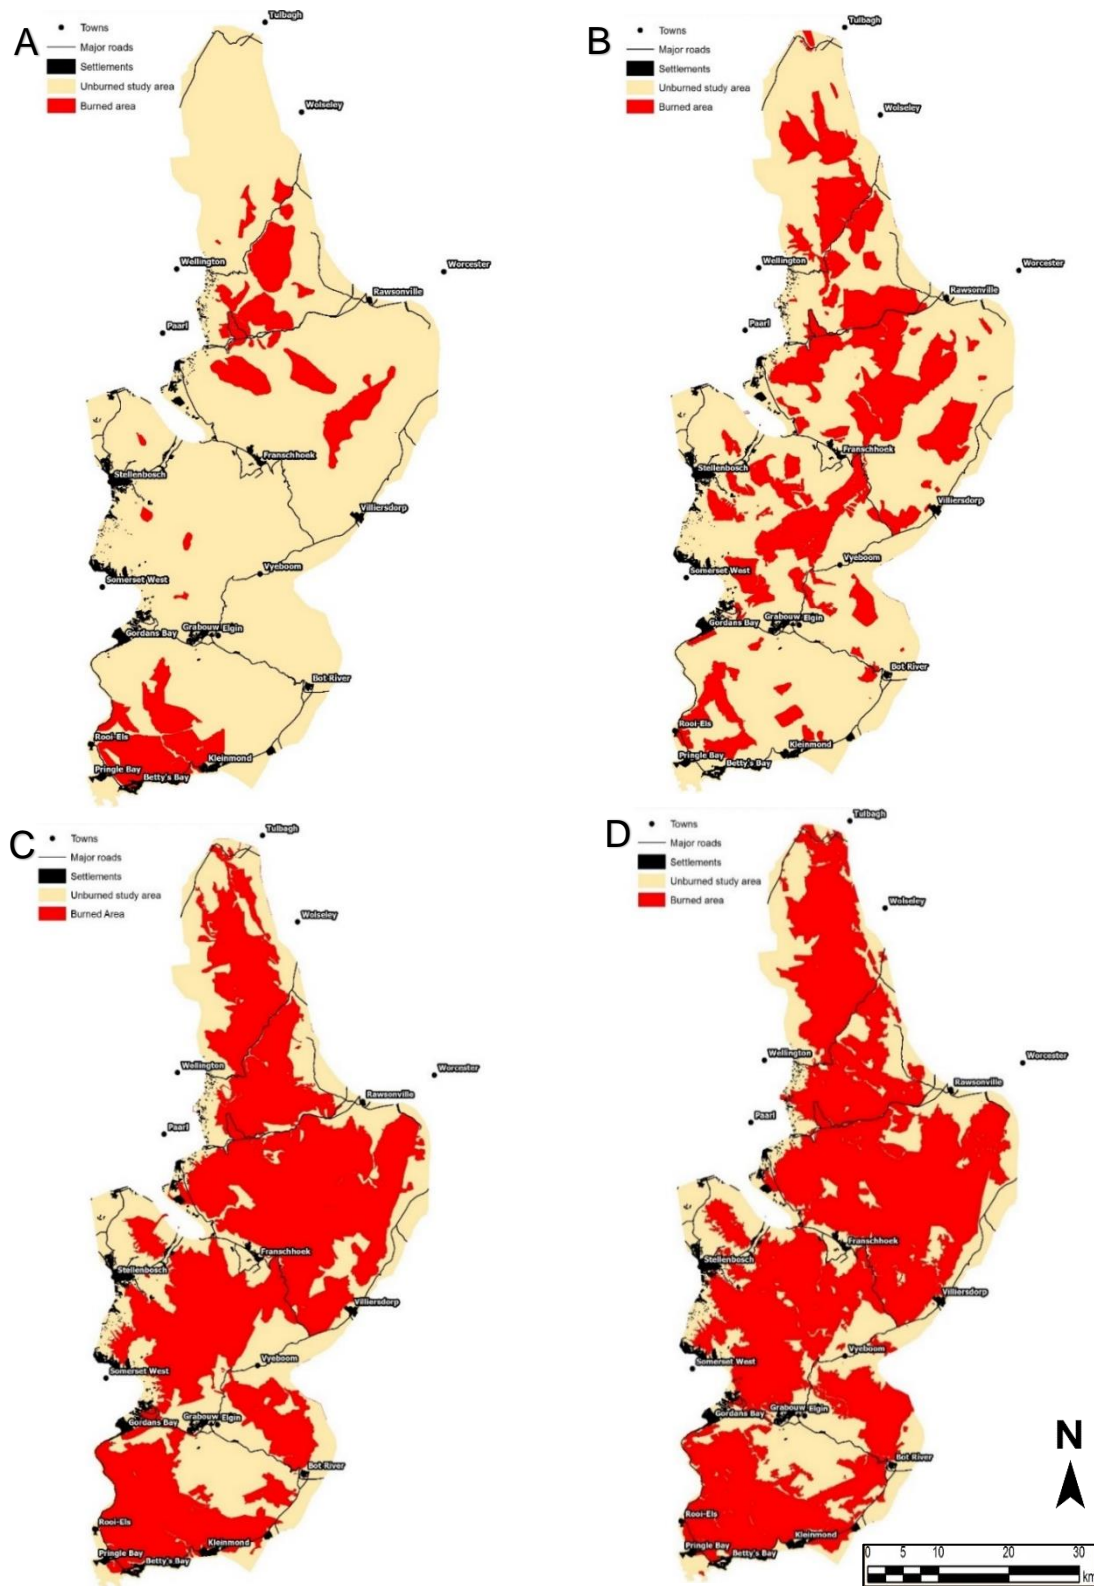 A
Towns
Major roads
Settlements
Unburned study area
Burned area
Tulbagh
Wolseley
Wellington
Worcester
Rawsonville
Paarl
Franschhoek
Stellenbosch
Villiersdorp
Vyeboom
Somerset West
Grabouw Elgin
Gordans Bay
Bot River
Rooi-Els
Kleinmond
Pringle Bay
Betty's Bay
B
Towns
Major roads
Settlements
Unburned study area
Burned area
Tulbagh
Wolseley
Wellington
Worcester
Rawsonville
Paarl
Franschhoek
Stellenbosch
Villiersdorp
Vyeboom
Somerset West
Grabouw Elgin
Gordans Bay
Bot River
Rooi-Els
Kleinmond
Pringle Bay
Betty's Bay
C
Towns
Major roads
Settlements
Unburned study area
Burned Area
Tulbagh
Wolseley
Wellington
Worcester
Rawsonville
Paarl
Franschhoek
Stellenbosch
Villiersdorp
Vyeboom
Somerset West
Grabouw Elgin
Gordans Bay
Bot River
Rooi-Els
Kleinmond
Pringle Bay
Betty's Bay
D
Towns
Major roads
Settlements
Unburned study area
Burned area
Tulbagh
Wolseley
Wellington
Worcester
Rawsonville
Paarl
Franschhoek
Stellenbosch
Villiersdorp
Vyeboom
Somerset West
Grabouw Elgin
Gordans Bay
Bot River
Rooi-Els
Kleinmond
Pringle Bay
Betty's Bay
N
0 5 10 20 30
km